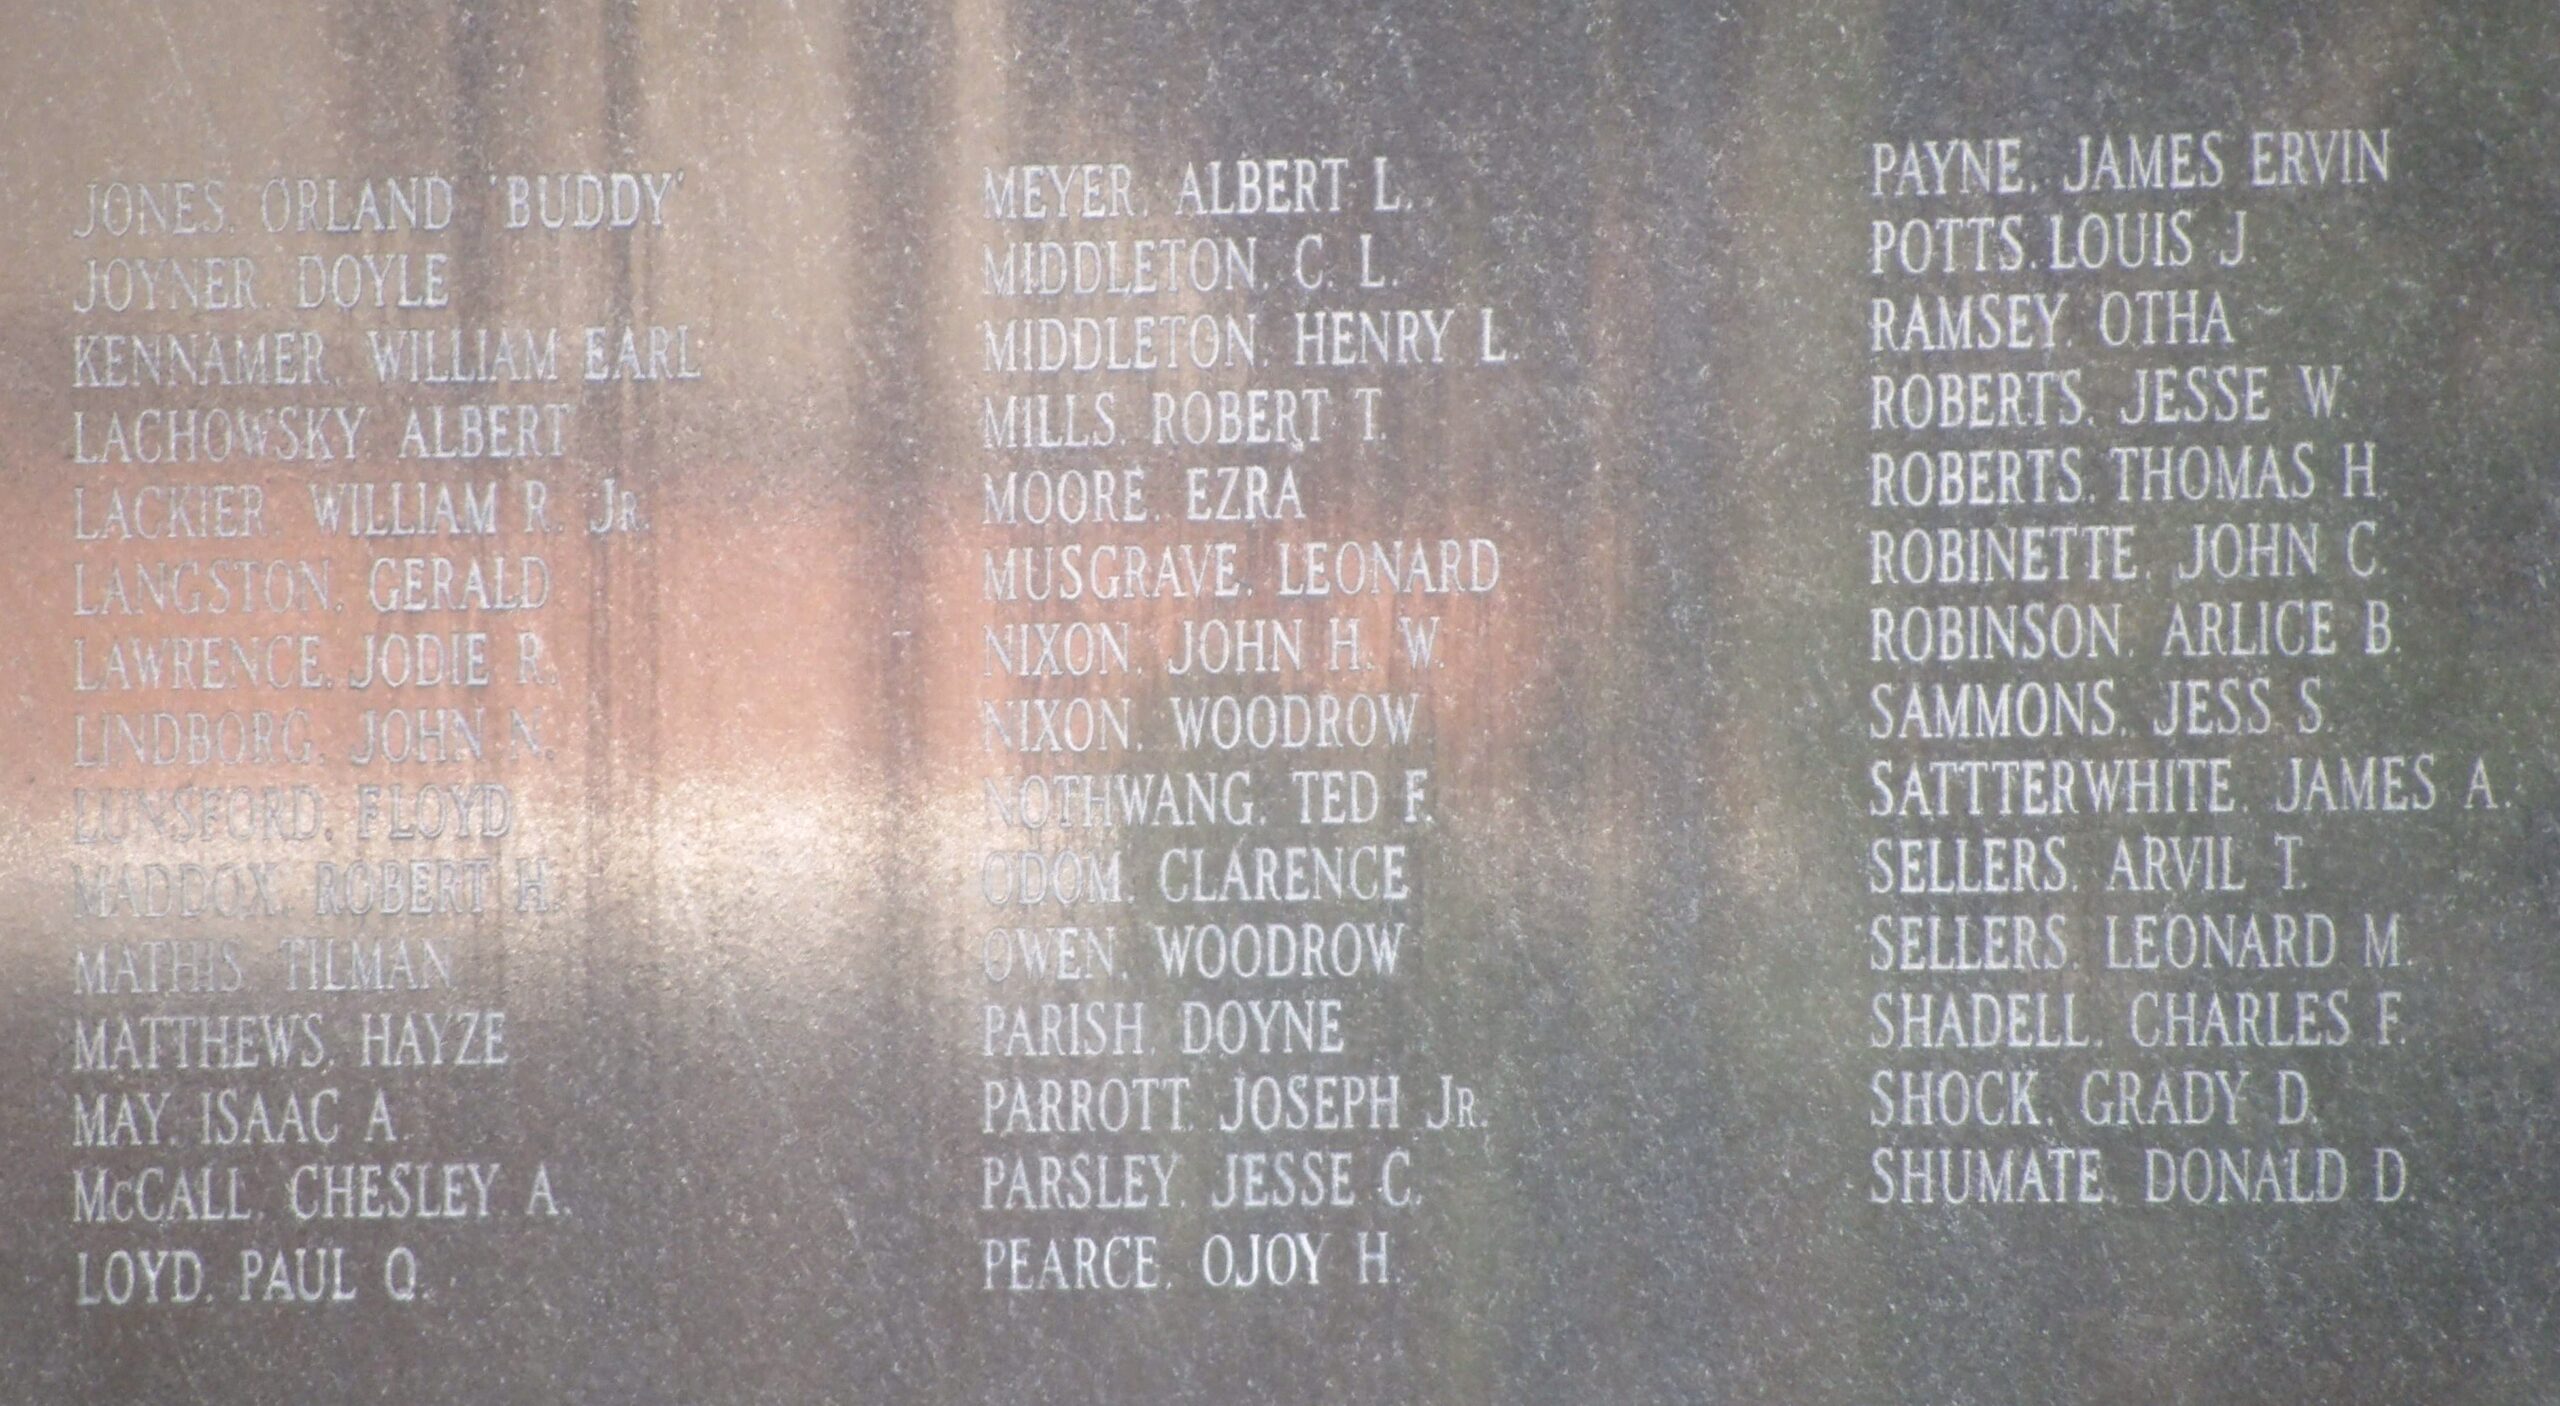 JONES, ORLAND 'BUDDY'
JOYNER, DOYLE
KENNAMER, WILLIAM EARL
LACHOWSKY, ALBERT
LACKIER, WILLIAM R. JR.
LANGSTON, GERALD
LAWRENCE, JODIE R.
LINDBORG, JOHN N.
LUNSFORD, FLOYD
MADDOX, ROBERT H.
MATHIS, TILMAN
MATTHEWS, HAYZE
MAY, ISAAC A.
McCALL, CHESLEY A.
LOYD, PAUL Q.
MEYER, ALBERT L.
MIDDLETON, C. L.
MIDDLETON, HENRY L.
MILLS, ROBERT T.
MOORE, EZRA
MUSGRAVE, LEONARD
NIXON, JOHN H. W.
NIXON, WOODROW
NOTHWANG, TED F.
ODOM, CLARENCE
OWEN, WOODROW
PARISH, DOYNE
PARROTT, JOSEPH JR.
PARSLEY, JESSE C.
PEARCE, OJOY H.
PAYNE, JAMES ERVIN
POTTS, LOUIS J.
RAMSEY, OTHA
ROBERTS, JESSE W.
ROBERTS, THOMAS H.
ROBINETTE, JOHN C.
ROBINSON, ARLICE B.
SAMMONS, JESS S.
SATTTERWHITE, JAMES A.
SELLERS, ARVIL T.
SELLERS, LEONARD M.
SHADELL, CHARLES F.
SHOCK, GRADY D.
SHUMATE, DONALD D.